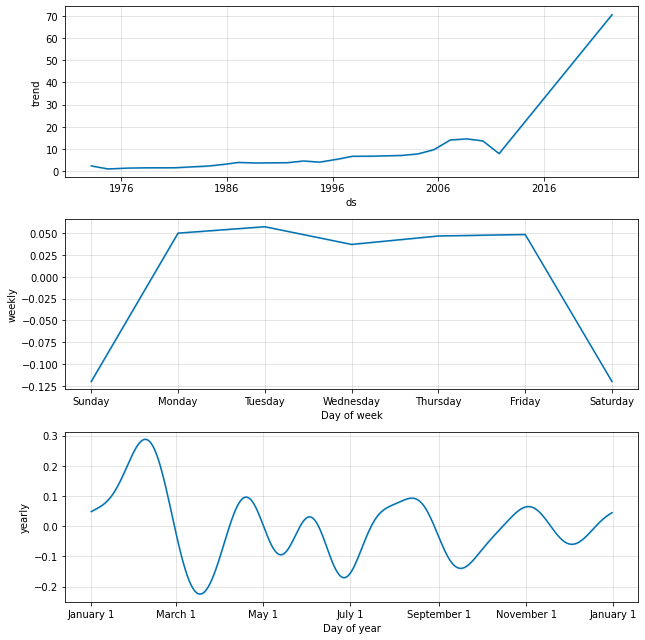 70
60
50
40
30
20
10
0
trend
1976 1986 1996 2006 2016
ds
0.050
0.025
0.000
−0.025
−0.050
−0.075
−0.100
−0.125
weekly
Sunday Monday Tuesday Wednesday Thursday Friday Saturday
Day of week
0.3
0.2
0.1
0.0
−0.1
−0.2
yearly
January 1 March 1 May 1 July 1 September 1 November 1 January 1
Day of year